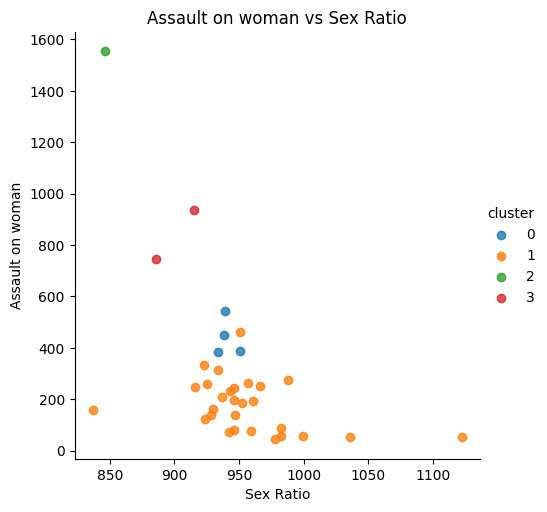 Assault on woman vs Sex Ratio
1600
1400
1200
1000
800
600
400
200
0
Assault on woman
850 900 950 1000 1050 1100
Sex Ratio
cluster
0
1
2
3